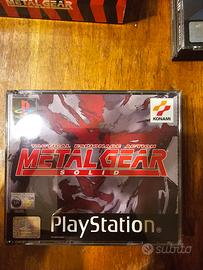 METAL GEAR
KONAMI
TACTICAL ESPIONAGE ACTION
METAL GEAR
SOLID
PlayStation
subito